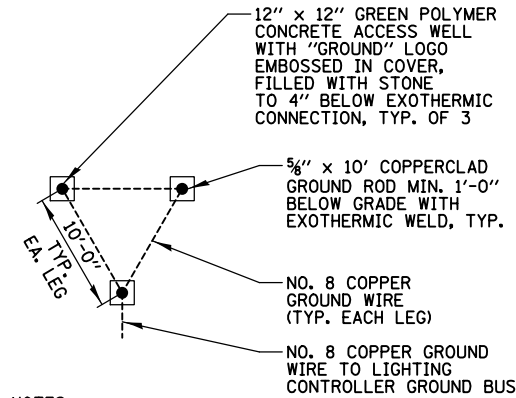 12" x 12" GREEN POLYMER
CONCRETE ACCESS WELL
WITH "GROUND" LOGO
EMBOSSED IN COVER,
FILLED WITH STONE
TO 4" BELOW EXOTHERMIC
CONNECTION, TYP. OF 3
⅝" x 10' COPPERCLAD
GROUND ROD MIN. 1'-0"
BELOW GRADE WITH
EXOTHERMIC WELD, TYP.
10'-0"
TYP.
EA. LEG
NO. 8 COPPER
GROUND WIRE
(TYP. EACH LEG)
NO. 8 COPPER GROUND
WIRE TO LIGHTING
CONTROLLER GROUND BUS